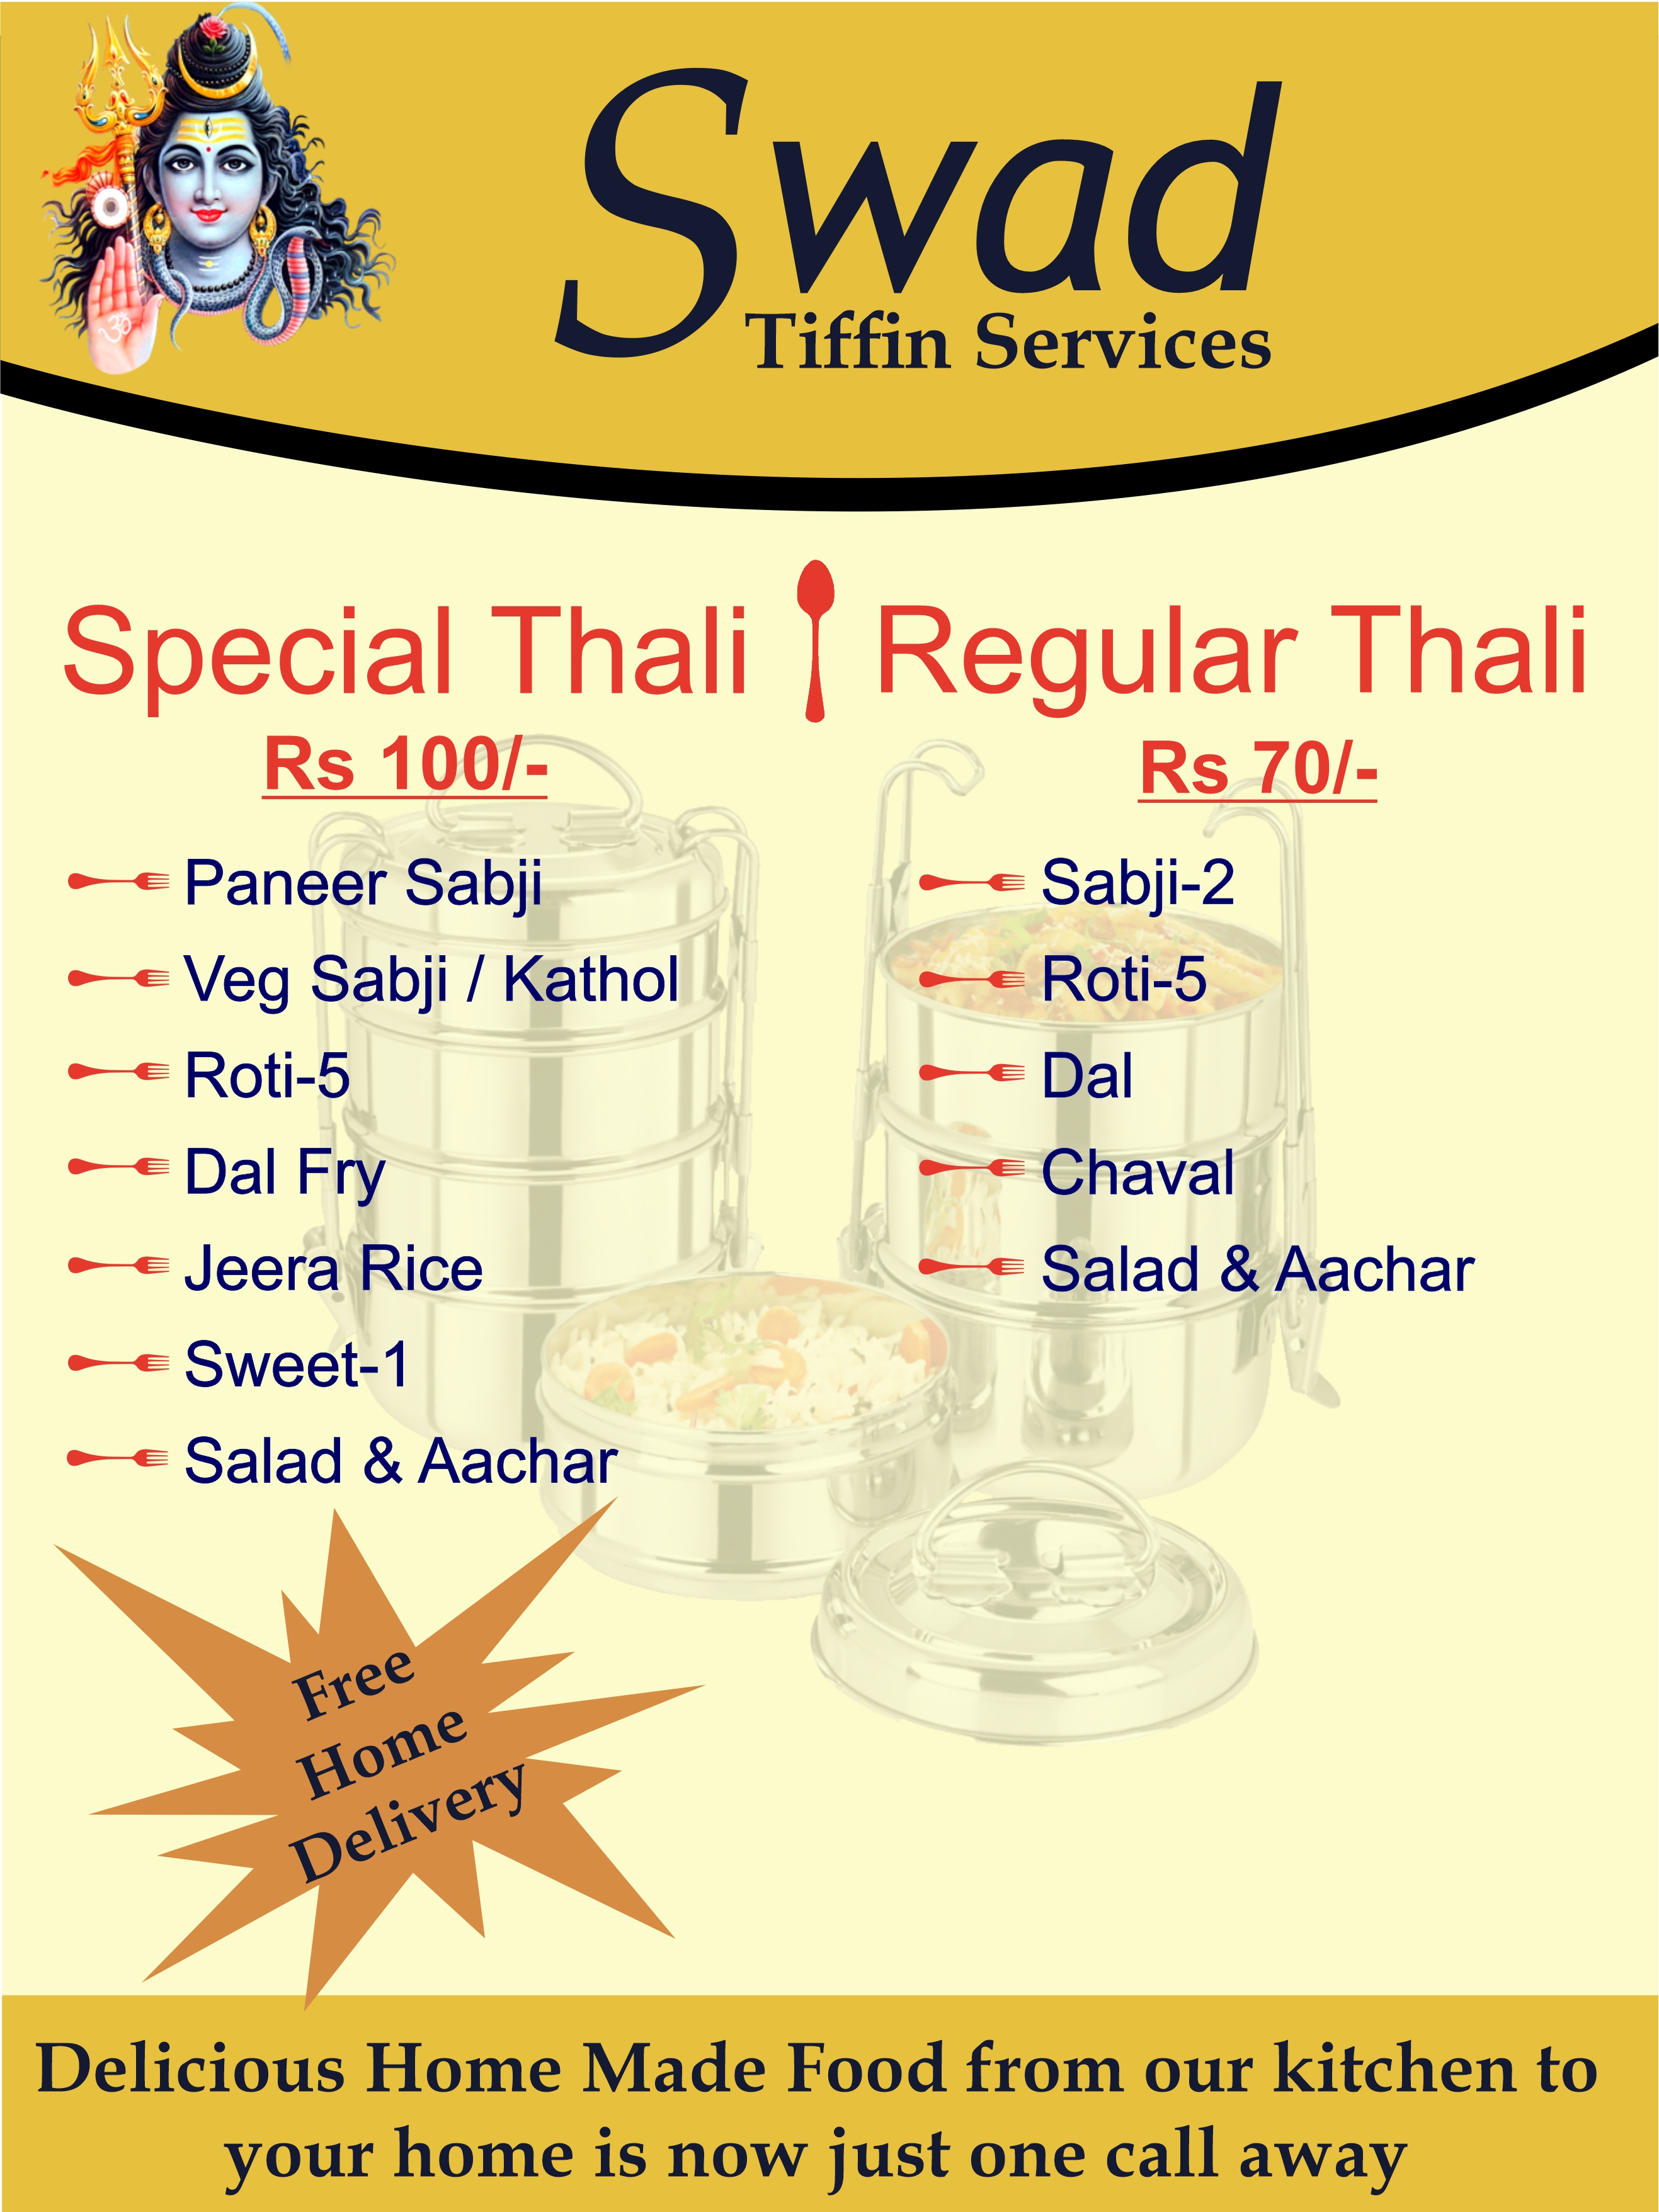 Swad
Tiffin Services
Special Thali
Rs 100/-
Paneer Sabji
Veg Sabji / Kathol
Roti-5
Dal Fry
Jeera Rice
Sweet-1
Salad & Aachar
Regular Thali
Rs 70/-
Sabji-2
Roti-5
Dal
Chaval
Salad & Aachar
Free
Home
Delivery
Delicious Home Made Food from our kitchen to
your home is now just one call away
ॐ